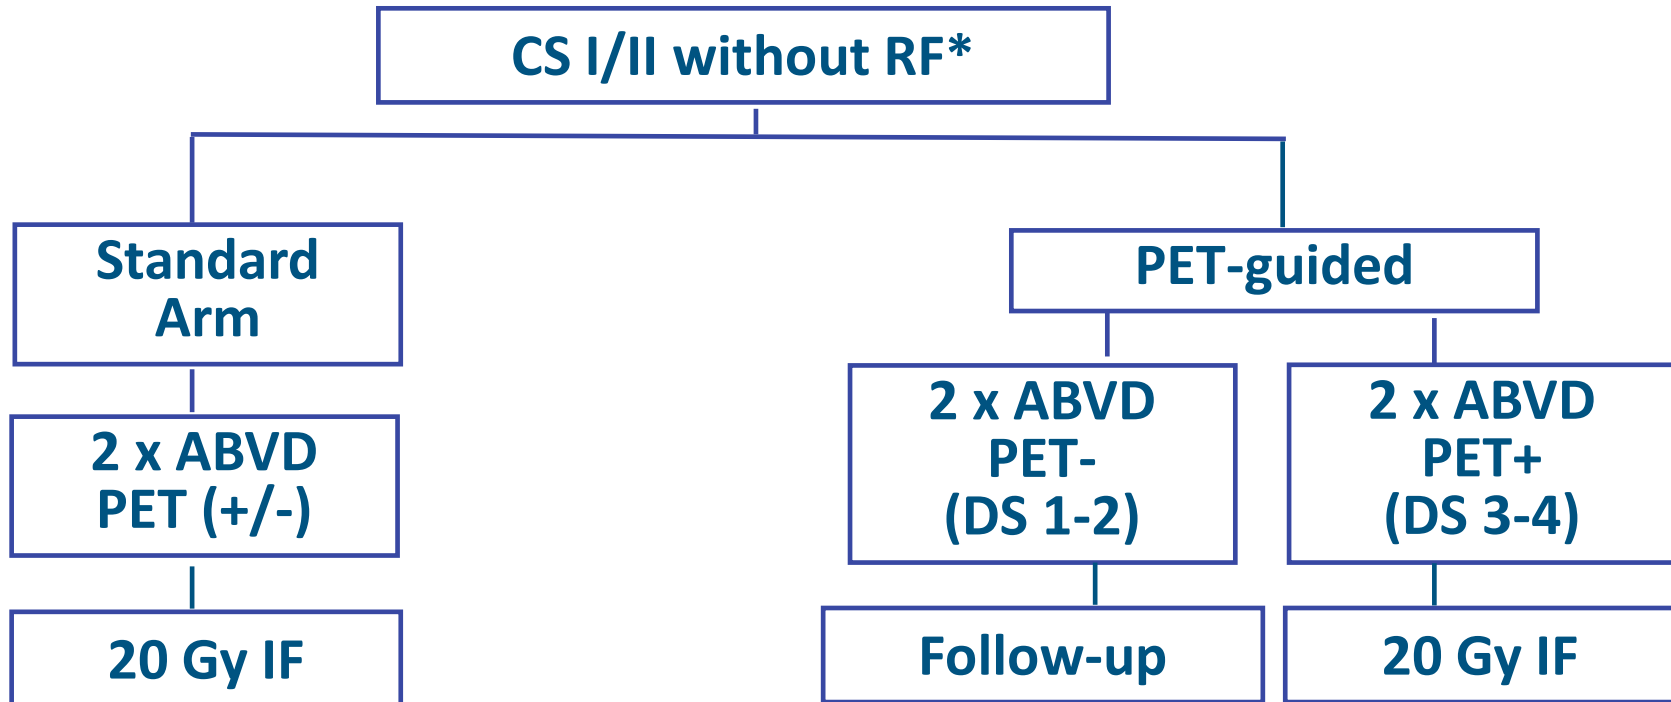 CS I/II without RF*
Standard
Arm
PET-guided
2 x ABVD
PET (+/-)
2 x ABVD
PET-
(DS 1-2)
2 x ABVD
PET+
(DS 3-4)
20 Gy IF
Follow-up
20 Gy IF